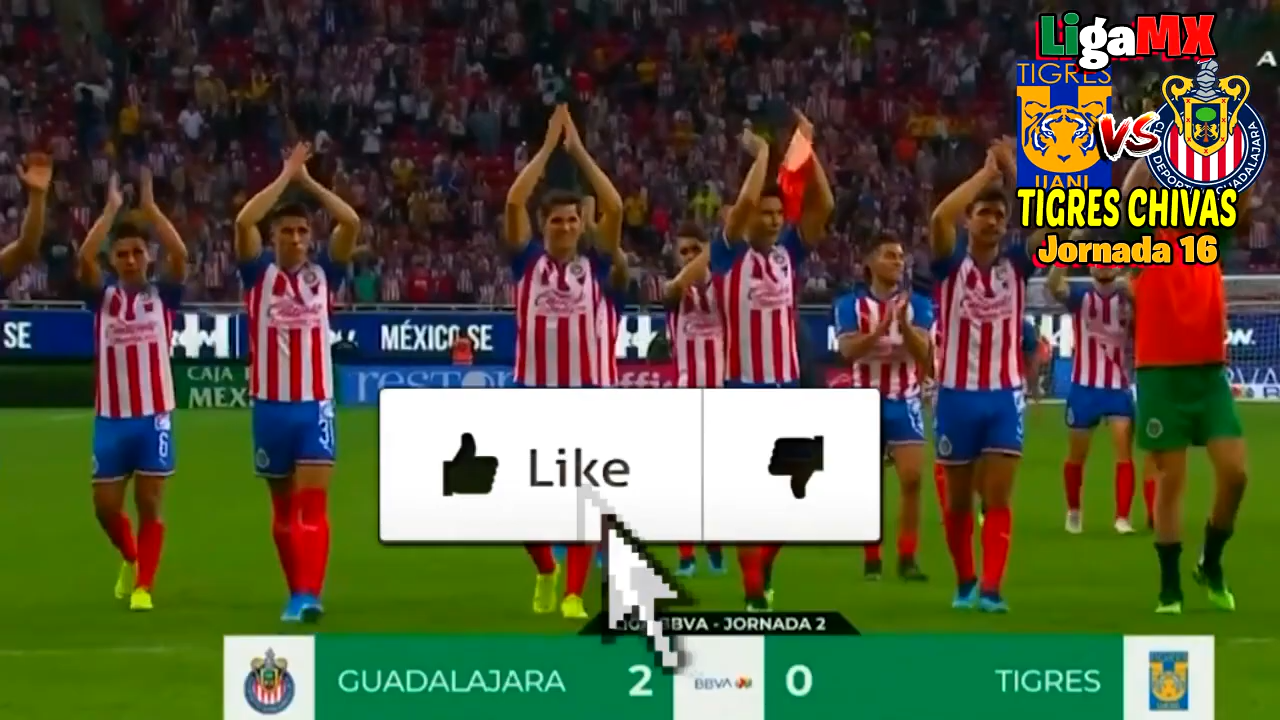 LigaMX
TIGRES
VS
UANL
TIGRES CHIVAS
Jornada 16
SE
MÉXICO SE
CAJA
Like
BBVA - JORNADA 2
GUADALAJARA 2
BBVA
0 TIGRES